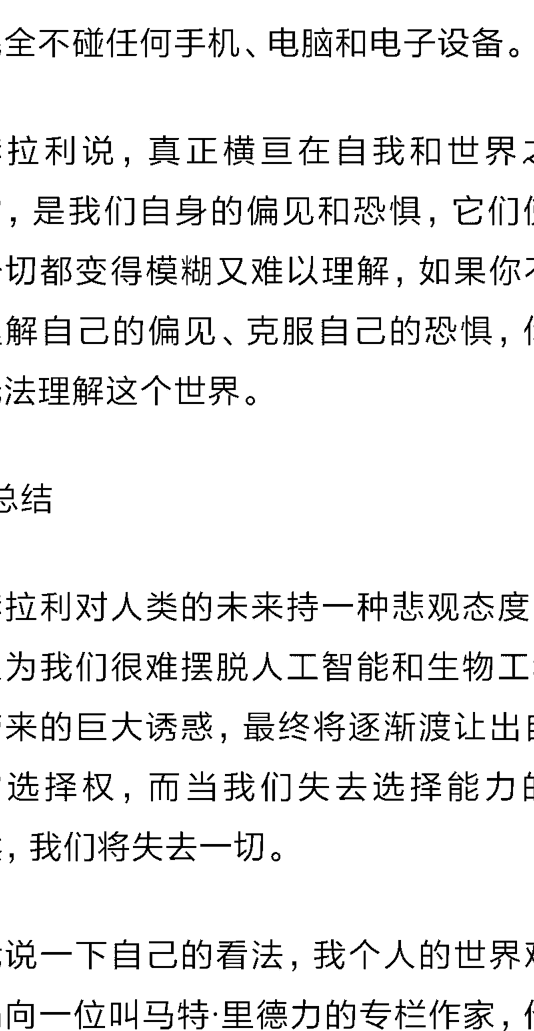 全不碰任何手机、电脑和电子设备。
拉利说，真正横亘在自我和世界之
，是我们自身的偏见和恐惧，它们使
切都变得模糊又难以理解，如果你不
解自己的偏见、克服自己的恐惧，你
法理解这个世界。
总结
拉利对人类的未来持一种悲观态度
为我们很难摆脱人工智能和生物工
来的巨大诱惑，最终将逐渐渡让出自
选择权，而当我们失去选择能力的
，我们将失去一切。
说一下自己的看法，我个人的世界观
向一位叫马特·里德力的专栏作家，